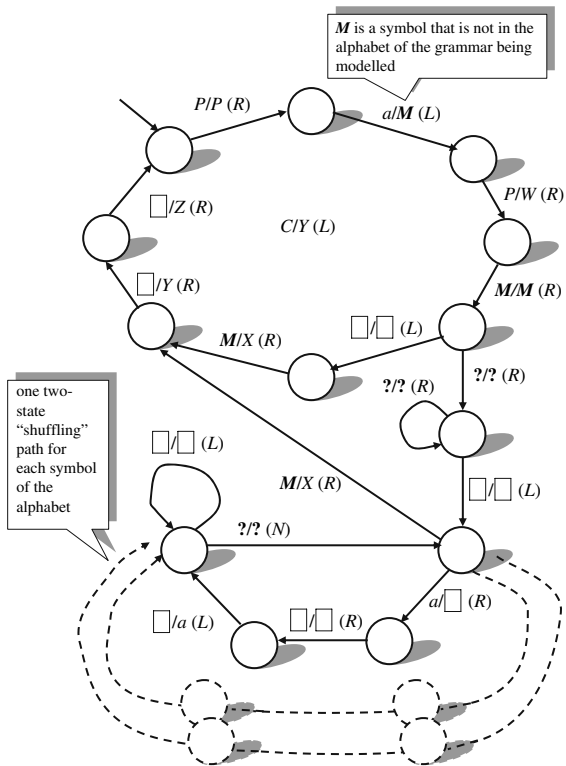 M is a symbol that is not in the
alphabet of the grammar being
modelled
P/P (R)
a/M (L)
P/W (R)
□/Z (R)
C/Y (L)
□/Y (R)
M/M (R)
□/□ (L)
M/X (R)
?/? (R)
?/? (R)
one two-
state
“shuffling”
path for
each symbol
of the
alphabet
□/□ (L)
M/X (R)
□/□ (L)
?/? (N)
a/□ (R)
□/□ (R)
□/a (L)